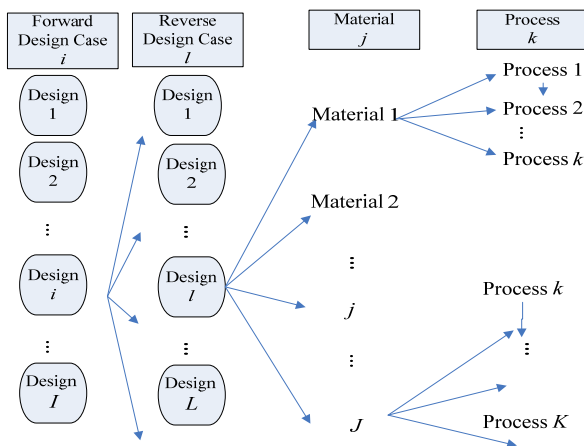 Forward
Design Case
i
Reverse
Design Case
l
Material
j
Process
k
Design
1
Design
2
...
Design
i
...
Design
I
Design
1
Design
2
...
Design
l
...
Design
L
Material 1
Material 2
...
j
...
J
Process 1
Process 2
...
Process k
Process k
...
Process K